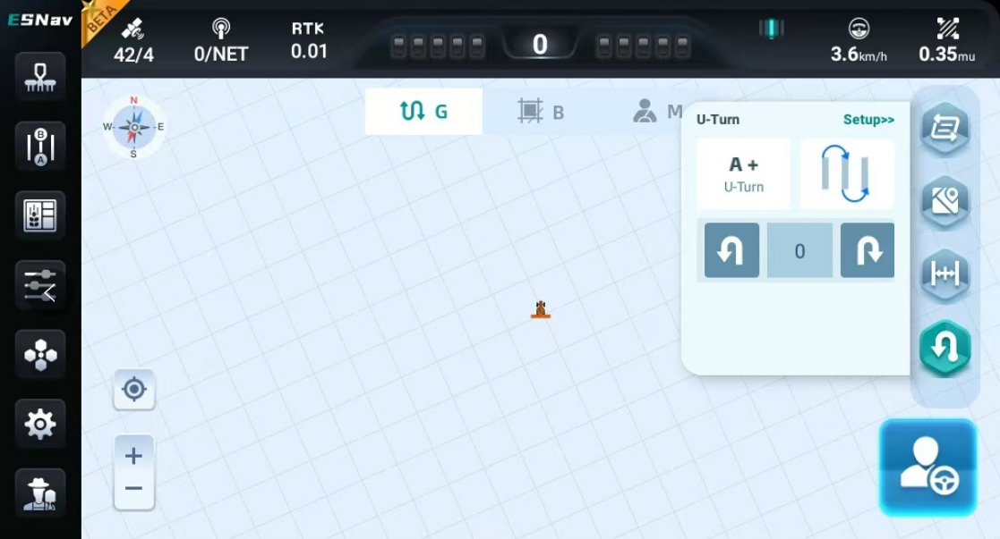 ESNav
BETA
42/4
0/NET
RTK
0.01
0
3.6km/h
0.35mu
N
W
E
S
G
B
M
U-Turn
Setup>>
A +
U-Turn
0
B
A